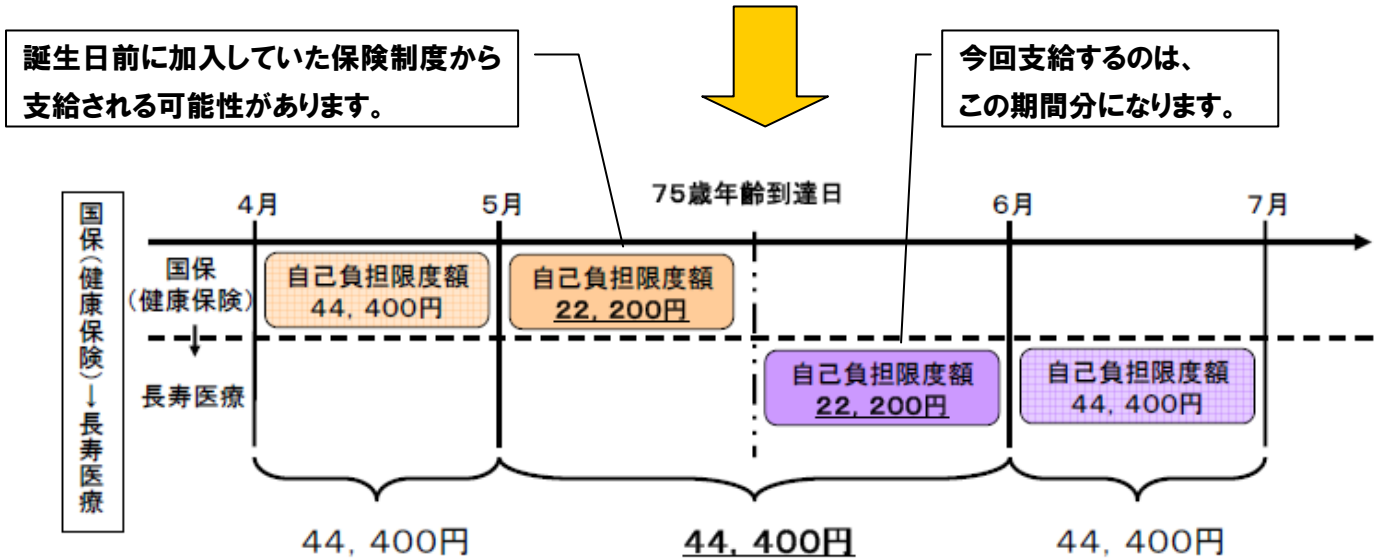 誕生日前に加入していた保険制度から
支給される可能性があります。
今回支給するのは、
この期間分になります。
国保(健康保険)→長寿医療
4月
5月
75歳年齢到達日
6月
7月
国保
(健康保険)
↓
長寿医療
自己負担限度額
44,400円
自己負担限度額
22,200円
自己負担限度額
22,200円
自己負担限度額
44,400円
44,400円
44,400円
44,400円